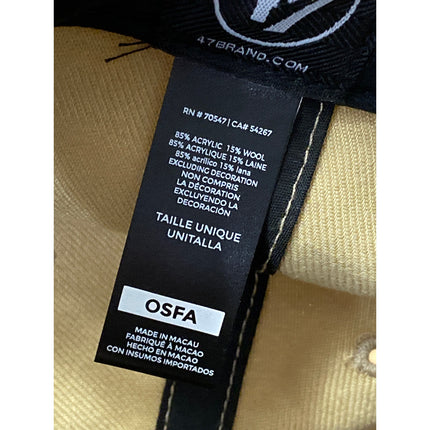 47
47BRAND.COM
RN # 70547 | CA# 54267
85% ACRYLIC 15% WOOL
85% ACRYLIQUE 15% LAINE
85% acrílico 15% lana
EXCLUDING DECORATION
NON COMPRIS
LA DÉCORATION
EXCLUYENDO LA
DECORACIÓN
TAILLE UNIQUE
UNITALLA
OSFA
MADE IN MACAU
FABRIQUÉ À MACAO
HECHO EN MACAO
CON INSUMOS IMPORTADOS